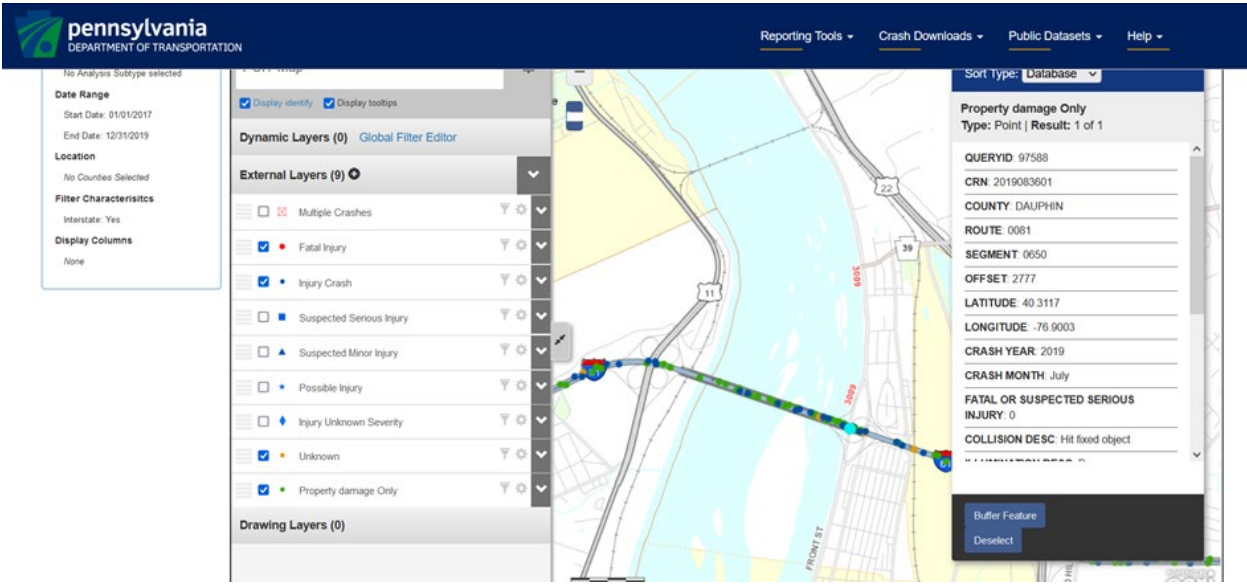 pennsylvania
DEPARTMENT OF TRANSPORTATION
Reporting Tools
Crash Downloads
Public Datasets
Help
No Analysis Subtype selected
Date Range
Start Date: 01/01/2017
End Date: 12/31/2019
Location
No Counties Selected
Filter Characterisitcs
Interstate: Yes
Display Columns
None
Display identify
Display tooltips
Dynamic Layers (0) Global Filter Editor
External Layers (9)
Multiple Crashes
Fatal Injury
Injury Crash
Suspected Serious Injury
Suspected Minor Injury
Possible Injury
Injury Unknown Severity
Unknown
Property damage Only
Drawing Layers (0)
22
39
3009
11
3009
81
81
FRONT ST
Sort Type: Database
Property damage Only
Type: Point | Result: 1 of 1
QUERYID: 97588
CRN: 2019083601
COUNTY: DAUPHIN
ROUTE: 0081
SEGMENT: 0650
OFFSET: 2777
LATITUDE: 40.3117
LONGITUDE: -76.9003
CRASH YEAR: 2019
CRASH MONTH: July
FATAL OR SUSPECTED SERIOUS
INJURY: 0
COLLISION DESC: Hit fixed object
Buffer Feature
Deselect